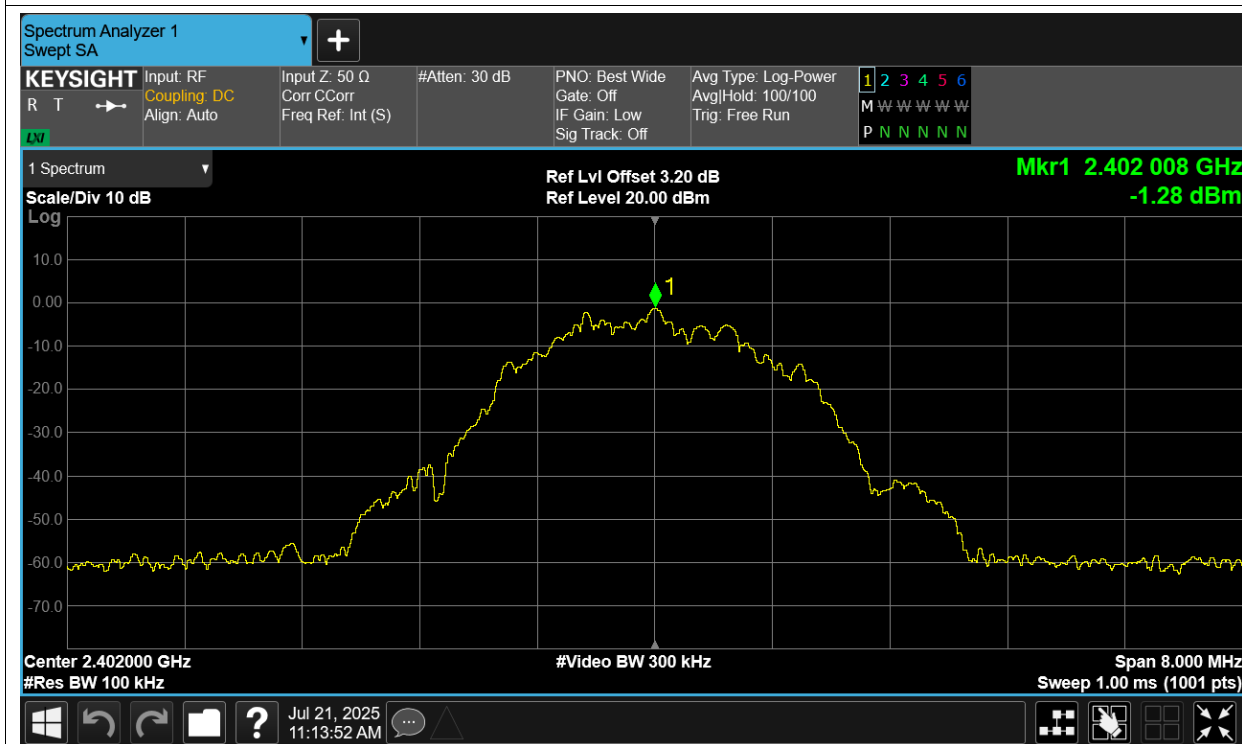 Spectrum Analyzer 1
Swept SA
+
KEYSIGHT
R T
LXI
Input: RF
Coupling: DC
Align: Auto
Input Z: 50 Ω
Corr CCorr
Freq Ref: Int (S)
#Atten: 30 dB
PNO: Best Wide
Gate: Off
IF Gain: Low
Sig Track: Off
Avg Type: Log-Power
Avg|Hold: 100/100
Trig: Free Run
1 2 3 4 5 6
M W W W W W
P N N N N N
1 Spectrum
Scale/Div 10 dB
Log
Ref Lvl Offset 3.20 dB
Ref Level 20.00 dBm
Mkr1 2.402 008 GHz
-1.28 dBm
10.0
0.00
-10.0
-20.0
-30.0
-40.0
-50.0
-60.0
-70.0
1
Center 2.402000 GHz
#Res BW 100 kHz
#Video BW 300 kHz
Span 8.000 MHz
Sweep 1.00 ms (1001 pts)
?
Jul 21, 2025
11:13:52 AM